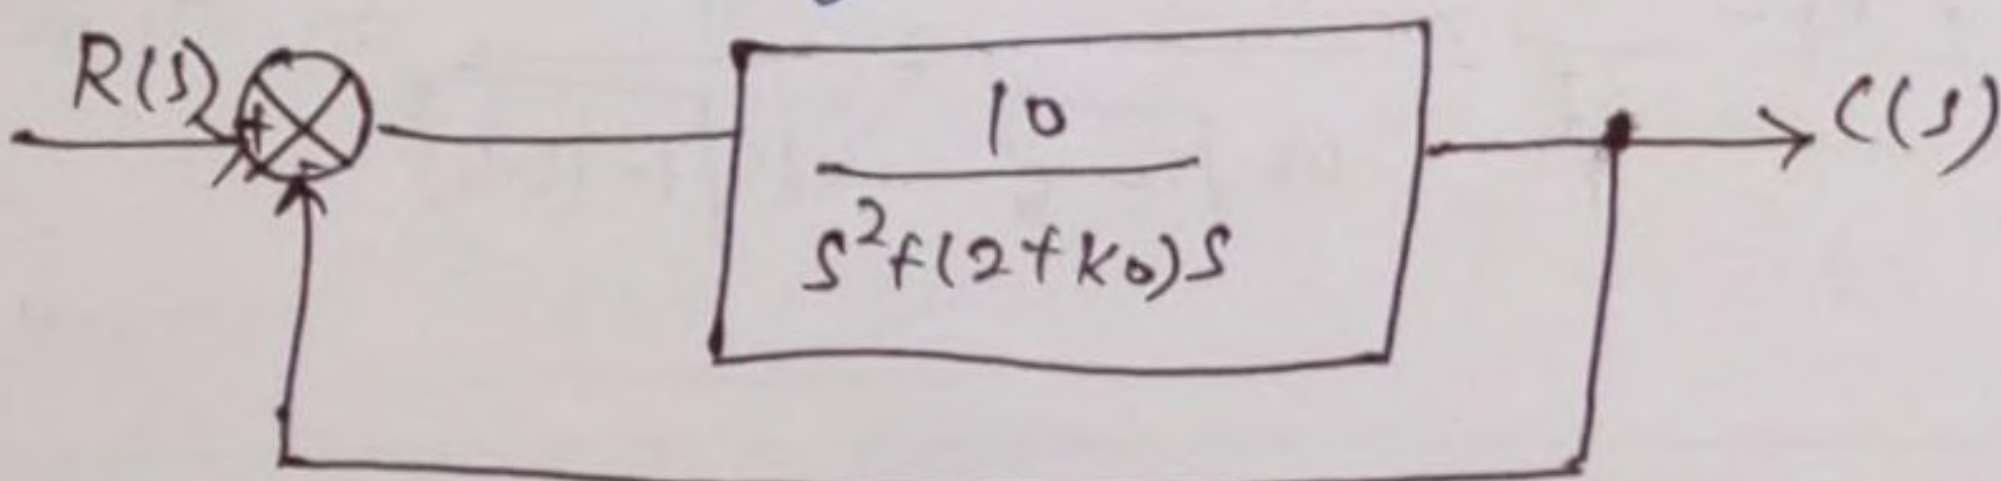 R(S)
+
-
10
S²+(2+K₀)S
C(S)